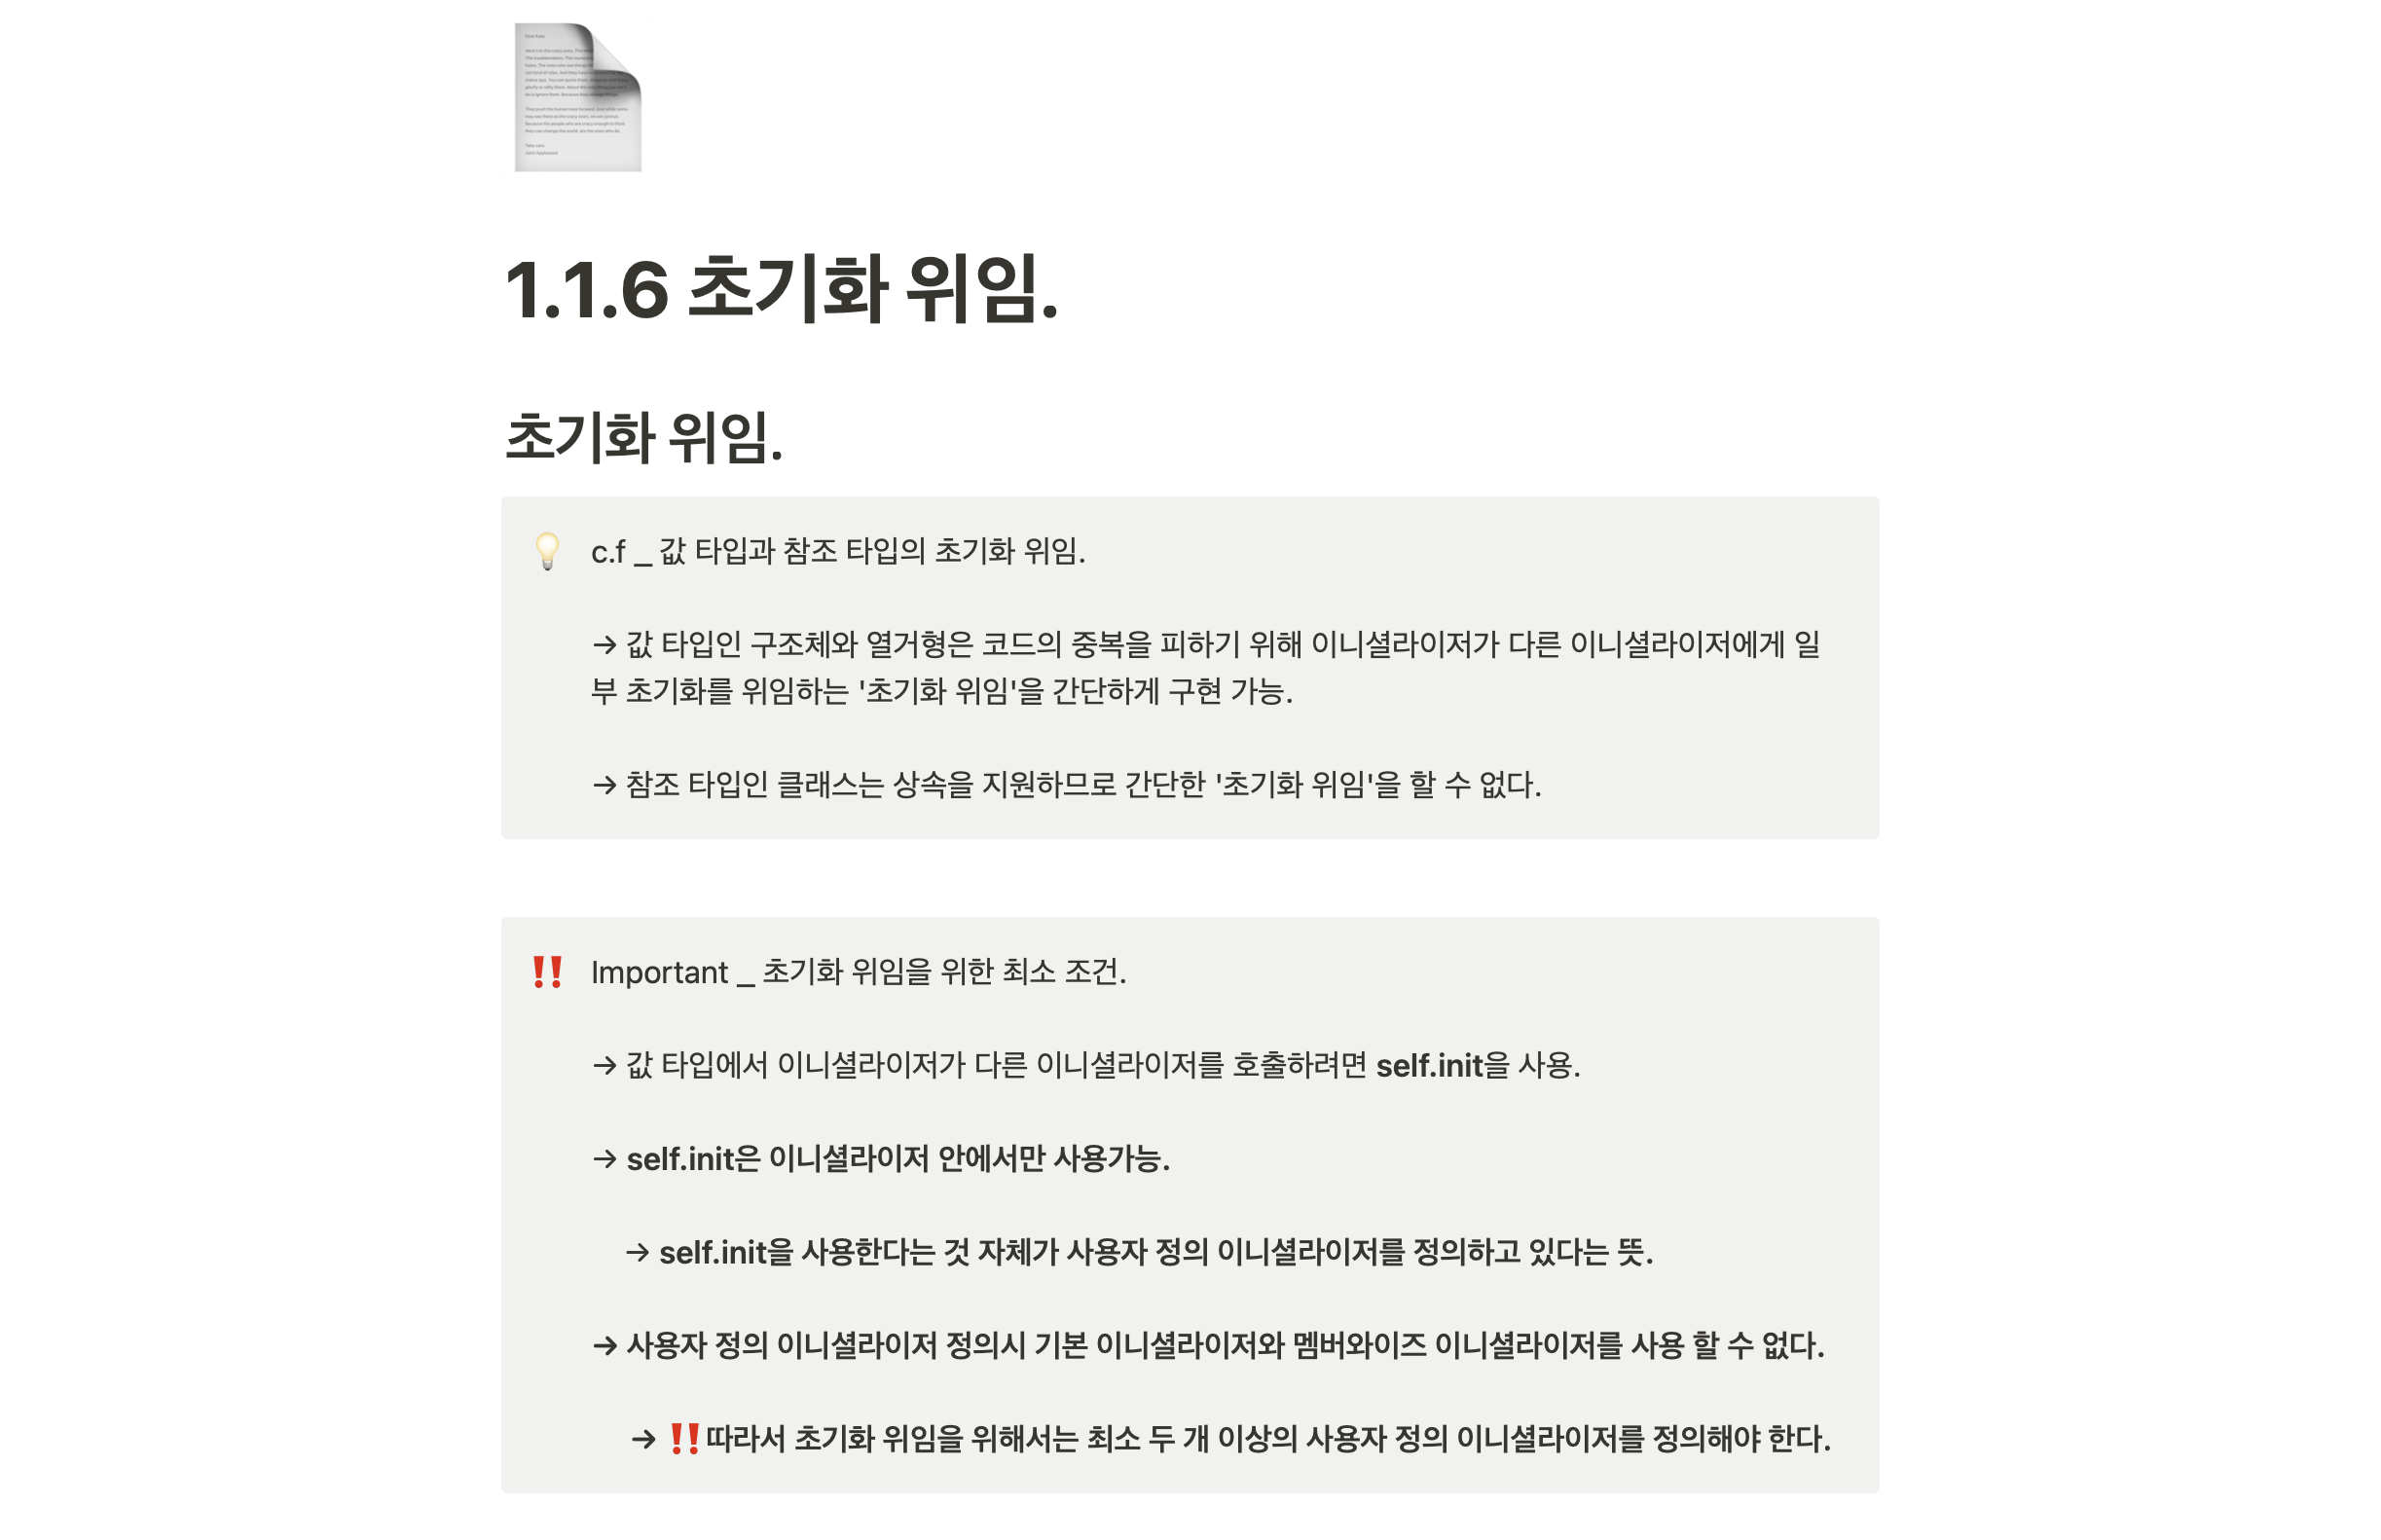 1.1.6 초기화 위임.
초기화 위임.
c.f _ 값 타입과 참조 타입의 초기화 위임.
→ 값 타입인 구조체와 열거형은 코드의 중복을 피하기 위해 이니셜라이저가 다른 이니셜라이저에게 일
부 초기화를 위임하는 '초기화 위임'을 간단하게 구현 가능.
→ 참조 타입인 클래스는 상속을 지원하므로 간단한 '초기화 위임'을 할 수 없다.
Important _ 초기화 위임을 위한 최소 조건.
→ 값 타입에서 이니셜라이저가 다른 이니셜라이저를 호출하려면 self.init을 사용.
→ self.init은 이니셜라이저 안에서만 사용가능.
→ self.init을 사용한다는 것 자체가 사용자 정의 이니셜라이저를 정의하고 있다는 뜻.
→ 사용자 정의 이니셜라이저 정의시 기본 이니셜라이저와 멤버와이즈 이니셜라이저를 사용 할 수 없다.
→ ‼️따라서 초기화 위임을 위해서는 최소 두 개 이상의 사용자 정의 이니셜라이저를 정의해야 한다.